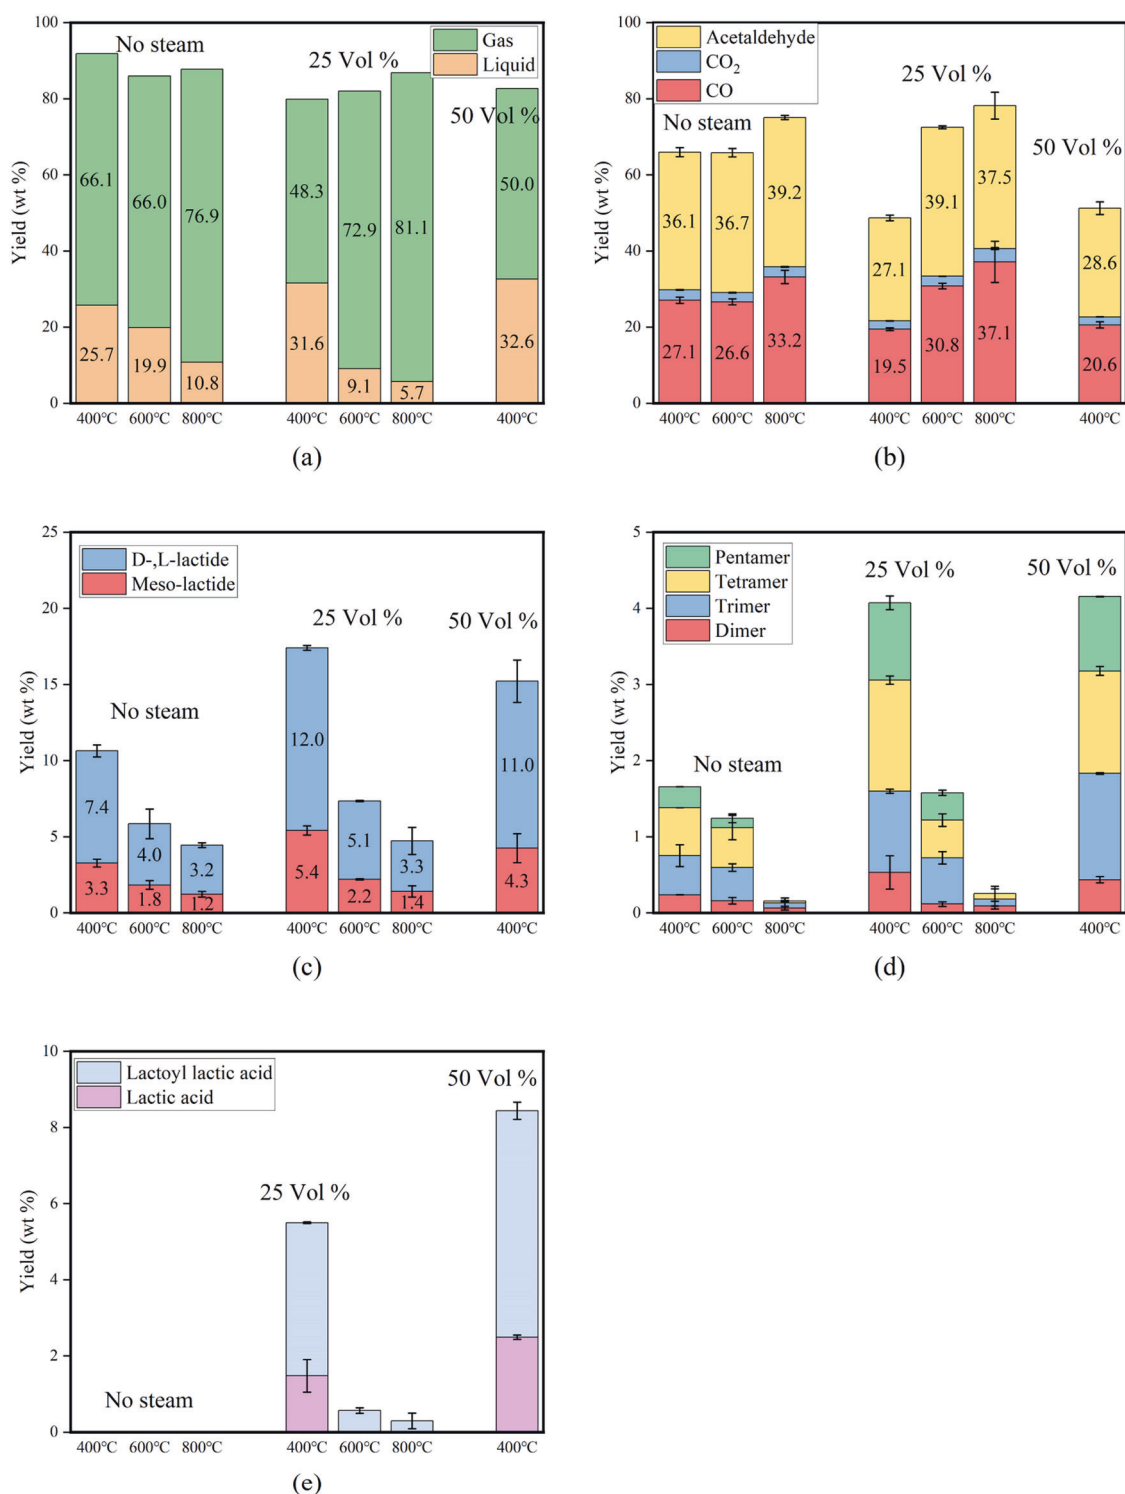 100
80
60
40
20
0
Yield (wt %)
No steam
25 Vol %
50 Vol %
Gas
Liquid
66.1
66.0
76.9
48.3
72.9
81.1
50.0
25.7
19.9
10.8
31.6
9.1
5.7
32.6
400℃ 600℃ 800℃ 400℃ 600℃ 800℃ 400℃
(a)
100
80
60
40
20
0
Yield (wt %)
Acetaldehyde
CO₂
CO
No steam
25 Vol %
50 Vol %
36.1
36.7
39.2
27.1
39.1
37.5
28.6
27.1
26.6
33.2
19.5
30.8
37.1
20.6
400℃ 600℃ 800℃ 400℃ 600℃ 800℃ 400℃
(b)
25
20
15
10
5
0
Yield (wt %)
D-,L-lactide
Meso-lactide
No steam
25 Vol %
50 Vol %
7.4
4.0
3.2
12.0
5.1
3.3
11.0
3.3
1.8
1.2
5.4
2.2
1.4
4.3
400℃ 600℃ 800℃ 400℃ 600℃ 800℃ 400℃
(c)
5
4
3
2
1
0
Yield (wt %)
Pentamer
Tetramer
Trimer
Dimer
No steam
25 Vol %
50 Vol %
400℃ 600℃ 800℃ 400℃ 600℃ 800℃ 400℃
(d)
10
8
6
4
2
0
Yield (wt %)
Lactoyl lactic acid
Lactic acid
No steam
25 Vol %
50 Vol %
400℃ 600℃ 800℃ 400℃ 600℃ 800℃ 400℃
(e)